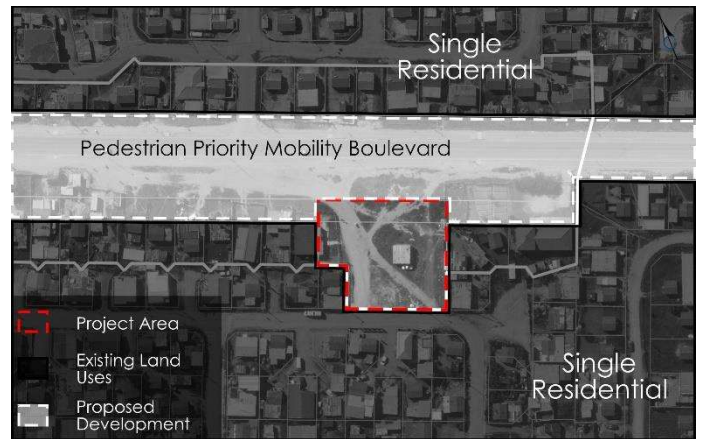 Single
Residential
Pedestrian Priority Mobility Boulevard
Project Area
Existing Land
Uses
Proposed
Development
Single
Residential